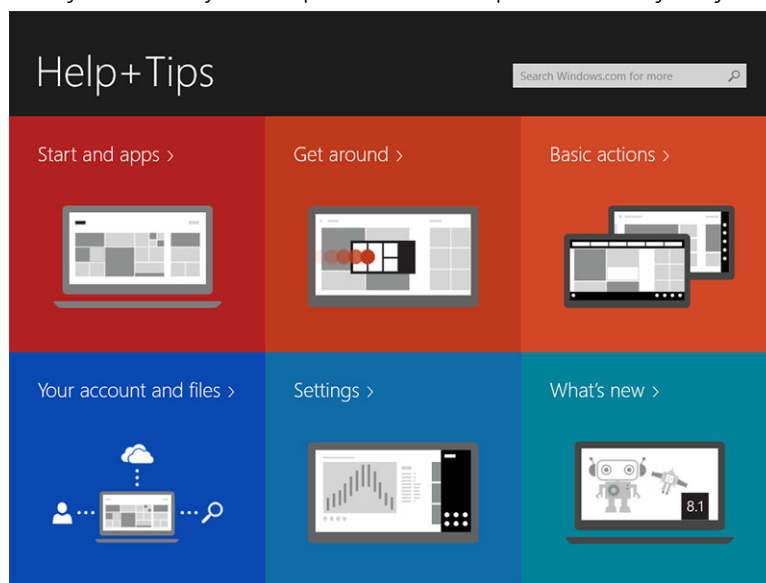 Help+Tips
Search Windows.com for more
Start and apps >
Get around >
Basic actions >
Your account and files >
Settings >
What's new >
8.1